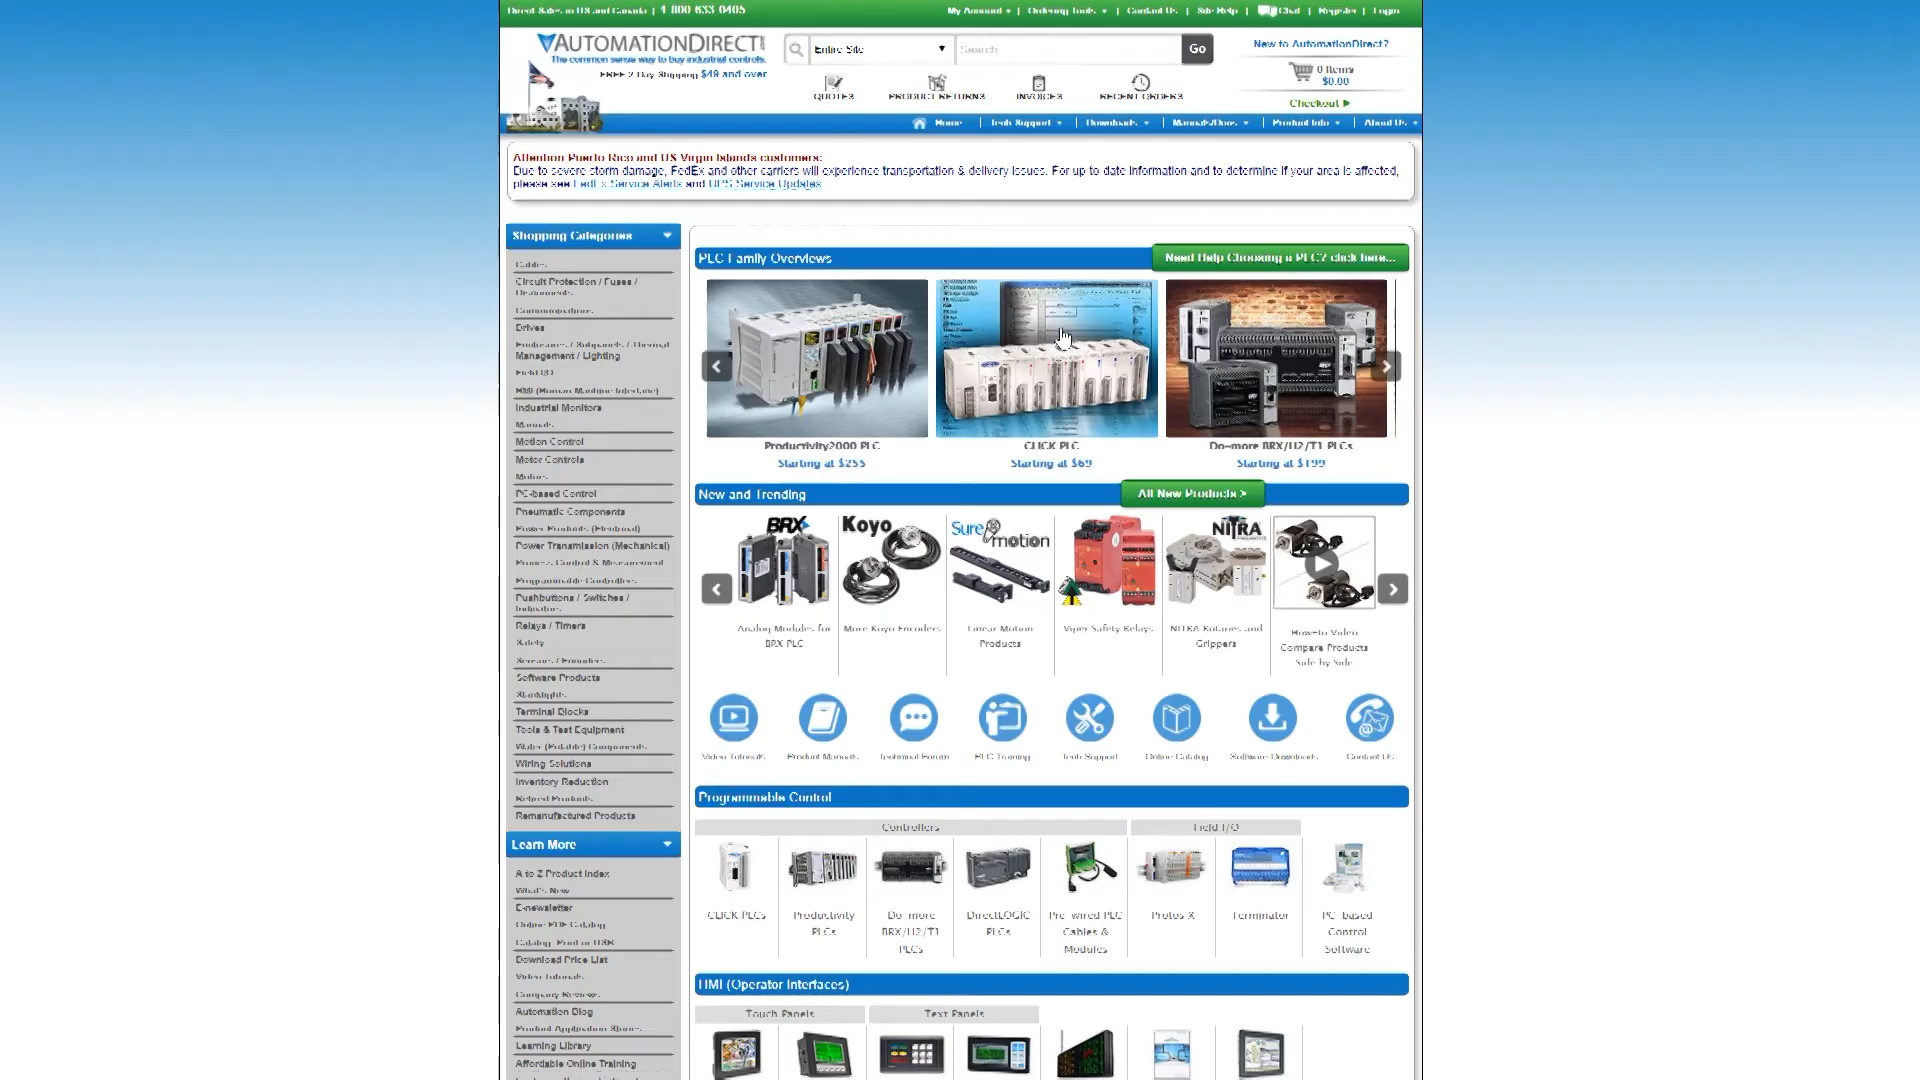 Direct Sales in US and Canada | 1-800-633-0405
My Account | Ordering Tools | Contact Us | Site Help | Chat | Register | Login
AUTOMATIONDIRECT
The common sense way to buy industrial controls.
FREE 2-Day Shipping $49 and over
Entire Site
Search
Go
New to AutomationDirect?
0 Items
$0.00
Checkout
QUOTES
PRODUCT RETURNS
INVOICES
RECENT ORDERS
Home | Tech Support | Downloads | Manuals/Docs | Product Info | About Us
Attention Puerto Rico and US Virgin Islands customers:
Due to severe storm damage, FedEx and other carriers will experience transportation & delivery issues. For up to date information and to determine if your area is affected,
please see FedEx Service Alerts and UPS Service Updates
Shopping Categories
Cables
Circuit Protection / Fuses /
Disconnects
Communications
Drives
Enclosures / Subpanels / Thermal
Management / Lighting
Field I/O
HMI (Human Machine Interface)
Industrial Monitors
Manuals
Motion Control
Motor Controls
Motors
PC-based Control
Pneumatic Components
Power Products (Electrical)
Power Transmission (Mechanical)
Process Control & Measurement
Programmable Controllers
Pushbuttons / Switches /
Indicators
Relays / Timers
Safety
Sensors / Encoders
Software Products
Stacklights
Terminal Blocks
Tools & Test Equipment
Water (Potable) Components
Wiring Solutions
Inventory Reduction
Retired Products
Remanufactured Products
Learn More
A to Z Product Index
What's New
E-newsletter
Online PDF Catalog
Catalog: Print or USB
Download Price List
Video Tutorials
Company Reviews
Automation Blog
Product Application Stories
Learning Library
Affordable Online Training
PLC Family Overviews
Need Help Choosing a PLC? click here...
Productivity2000 PLC
Starting at $255
CLICK PLC
Starting at $69
Do-more BRX/H2/T1 PLCs
Starting at $199
New and Trending
All New Products >
BRX
Koyo
Sure motion
NITRA
Analog Modules for
BRX PLC
More Koyo Encoders
Linear Motion
Products
Viper Safety Relays
NITRA Rotaries and
Grippers
How-to Video
Compare Products
Side by Side
Video Tutorials
Product Manuals
Technical Forum
PLC Training
Tech Support
Online Catalog
Software Downloads
Contact Us
Programmable Control
Controllers
Field I/O
CLICK PLCs
Productivity
PLCs
Do-more
BRX/H2/T1
PLCs
DirectLOGIC
PLCs
Pre-wired PLC
Cables &
Modules
Protos X
Terminator
PC-based
Control
Software
HMI (Operator Interfaces)
Touch Panels
Text Panels